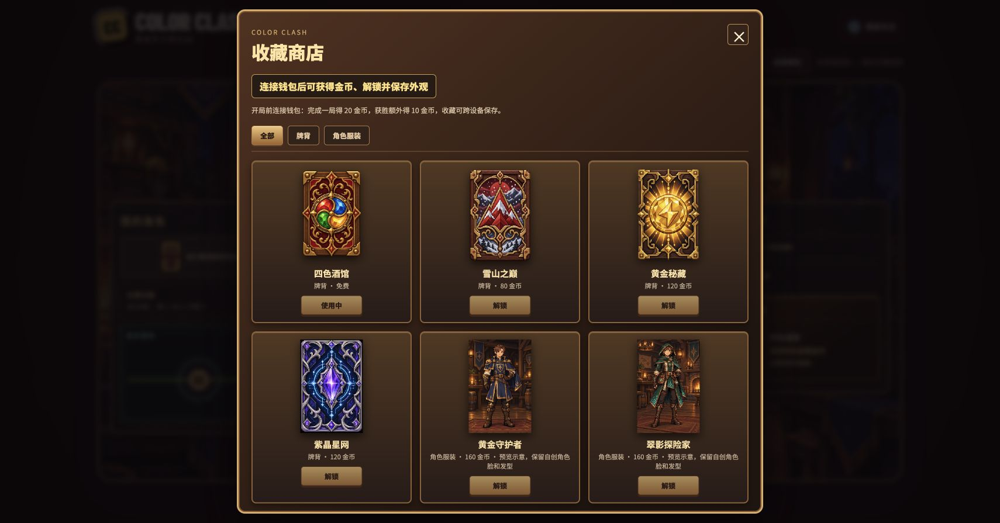 COLOR CLASH
收藏商店
连接钱包后可获得金币、解锁并保存外观
开局前连接钱包：完成一局得 20 金币，获胜额外得 10 金币，收藏可跨设备保存。
全部
牌背
角色服装
四色酒馆
牌背 · 免费
使用中
雪山之巅
牌背 · 80 金币
解锁
黄金秘藏
牌背 · 120 金币
解锁
紫晶星网
牌背 · 120 金币
解锁
黄金守护者
角色服装 · 160 金币 · 预览示意，保留自创角色
脸和发型
解锁
翠影探险家
角色服装 · 160 金币 · 预览示意，保留自创角色
脸和发型
解锁